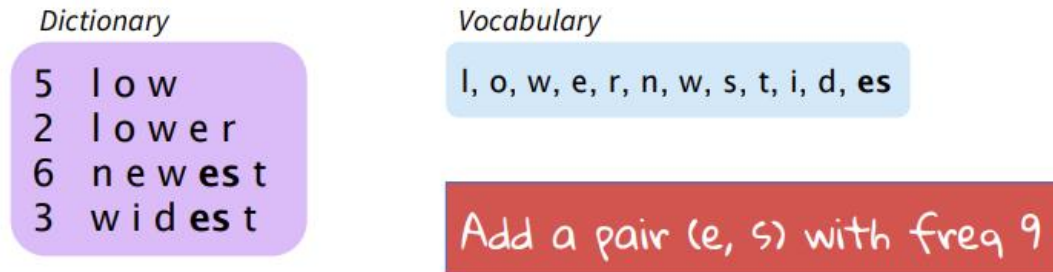 Dictionary
5 l o w
2 l o w e r
6 n e w es t
3 w i d es t
Vocabulary
l, o, w, e, r, n, w, s, t, i, d, es
Add a pair (e, s) with freq 9